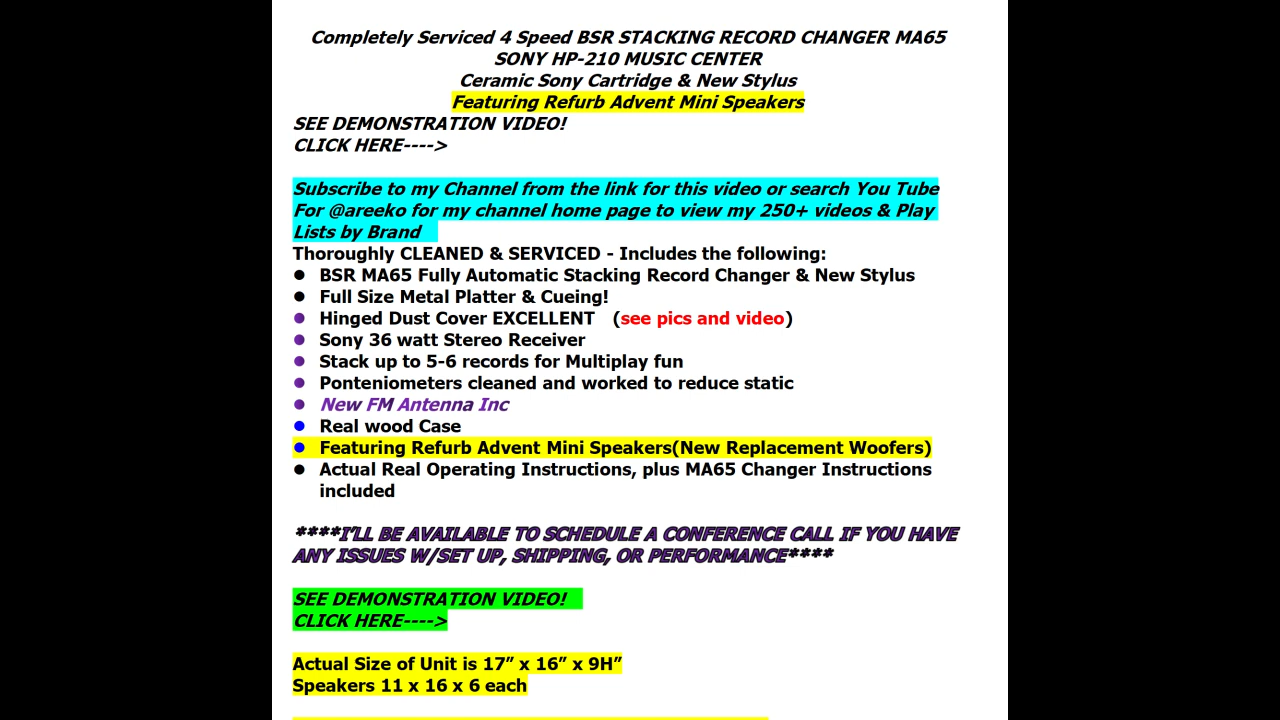 Completely Serviced 4 Speed BSR STACKING RECORD CHANGER MA65
SONY HP-210 MUSIC CENTER
Ceramic Sony Cartridge & New Stylus
Featuring Refurb Advent Mini Speakers
SEE DEMONSTRATION VIDEO!
CLICK HERE---->
Subscribe to my Channel from the link for this video or search You Tube
For @areeko for my channel home page to view my 250+ videos & Play
Lists by Brand
Thoroughly CLEANED & SERVICED - Includes the following:
● BSR MA65 Fully Automatic Stacking Record Changer & New Stylus
● Full Size Metal Platter & Cueing!
● Hinged Dust Cover EXCELLENT (see pics and video)
● Sony 36 watt Stereo Receiver
● Stack up to 5-6 records for Multiplay fun
● Ponteniometers cleaned and worked to reduce static
● New FM Antenna Inc
● Real wood Case
● Featuring Refurb Advent Mini Speakers(New Replacement Woofers)
● Actual Real Operating Instructions, plus MA65 Changer Instructions
included
****I’LL BE AVAILABLE TO SCHEDULE A CONFERENCE CALL IF YOU HAVE
ANY ISSUES W/SET UP, SHIPPING, OR PERFORMANCE****
SEE DEMONSTRATION VIDEO!
CLICK HERE---->
Actual Size of Unit is 17” x 16” x 9H”
Speakers 11 x 16 x 6 each